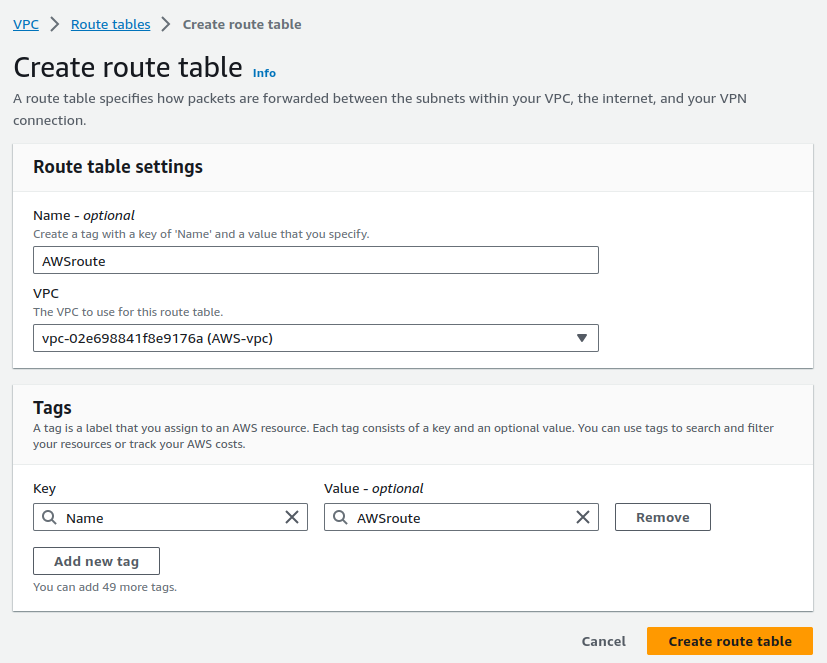 VPC > Route tables > Create route table
Create route table Info
A route table specifies how packets are forwarded between the subnets within your VPC, the internet, and your VPN
connection.
Route table settings
Name - optional
Create a tag with a key of 'Name' and a value that you specify.
AWSroute
VPC
The VPC to use for this route table.
vpc-02e698841f8e9176a (AWS-vpc)
Tags
A tag is a label that you assign to an AWS resource. Each tag consists of a key and an optional value. You can use tags to search and filter
your resources or track your AWS costs.
Key Value - optional
Name AWSroute Remove
Add new tag
You can add 49 more tags.
Cancel Create route table